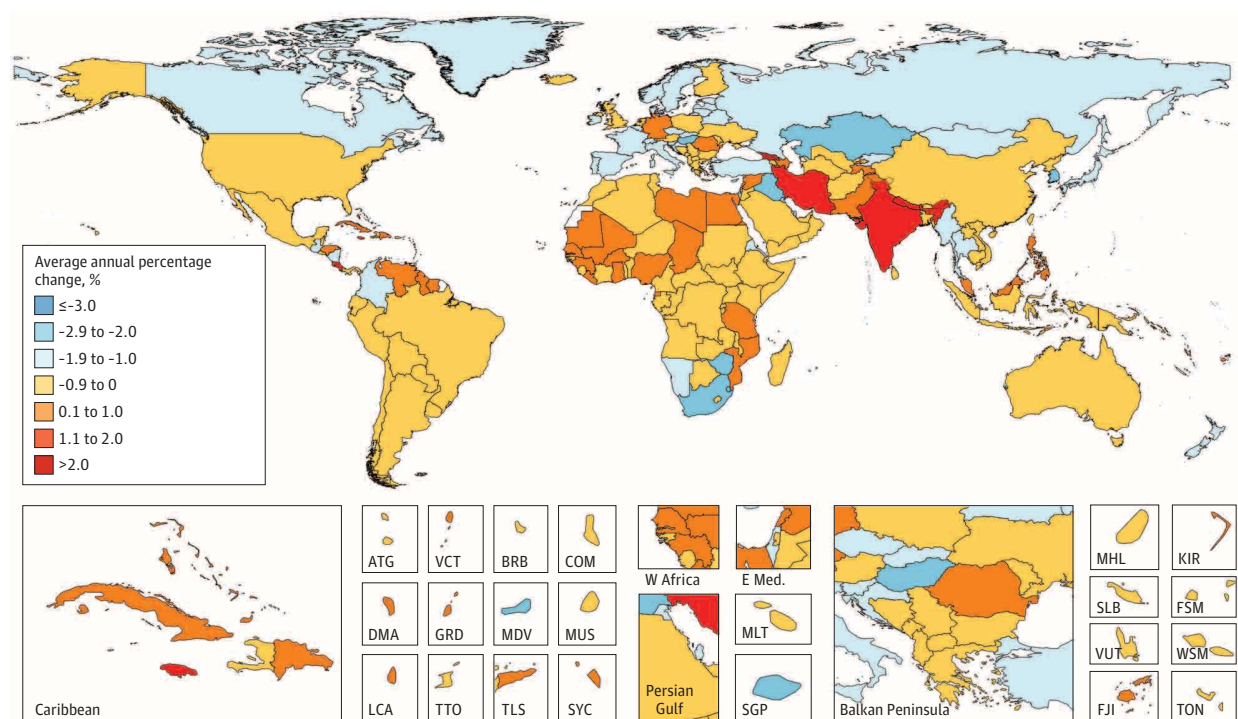 Average annual percentage
change, %
≤–3.0
-2.9 to -2.0
-1.9 to -1.0
-0.9 to 0
0.1 to 1.0
1.1 to 2.0
>2.0
Caribbean
ATG
VCT
BRB
COM
DMA
GRD
MDV
MUS
LCA
TTO
TLS
SYC
W Africa
E Med.
Persian
Gulf
MLT
SGP
Balkan Peninsula
MHL
KIR
SLB
FSM
VUT
WSM
FJI
TON